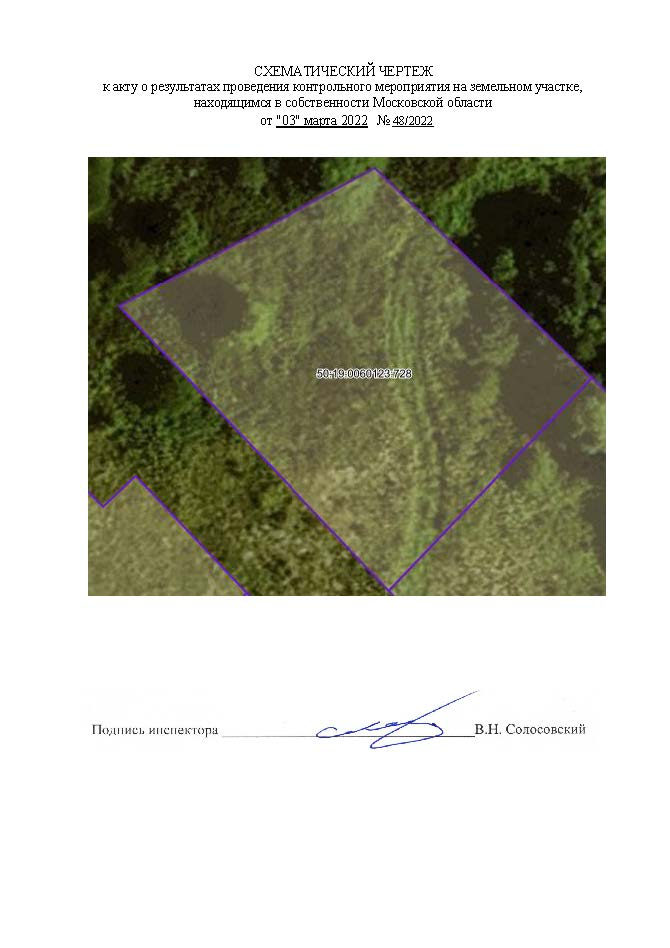 СХЕМАТИЧЕСКИЙ ЧЕРТЕЖ
к акту о результатах проведения контрольного мероприятия на земельном участке,
находящимся в собственности Московской области
от "03" марта 2022 № 48/2022
50:19:0060123:728
Подпись инспектора В.Н. Солосовский